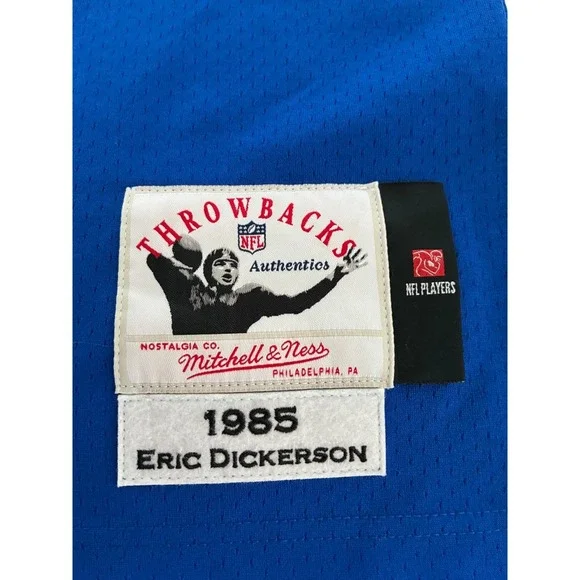 THROWBACKS
NFL
Authentics
NFL PLAYERS
NOSTALGIA CO.
Mitchell & Ness
PHILADELPHIA, PA
1985
ERIC DICKERSON